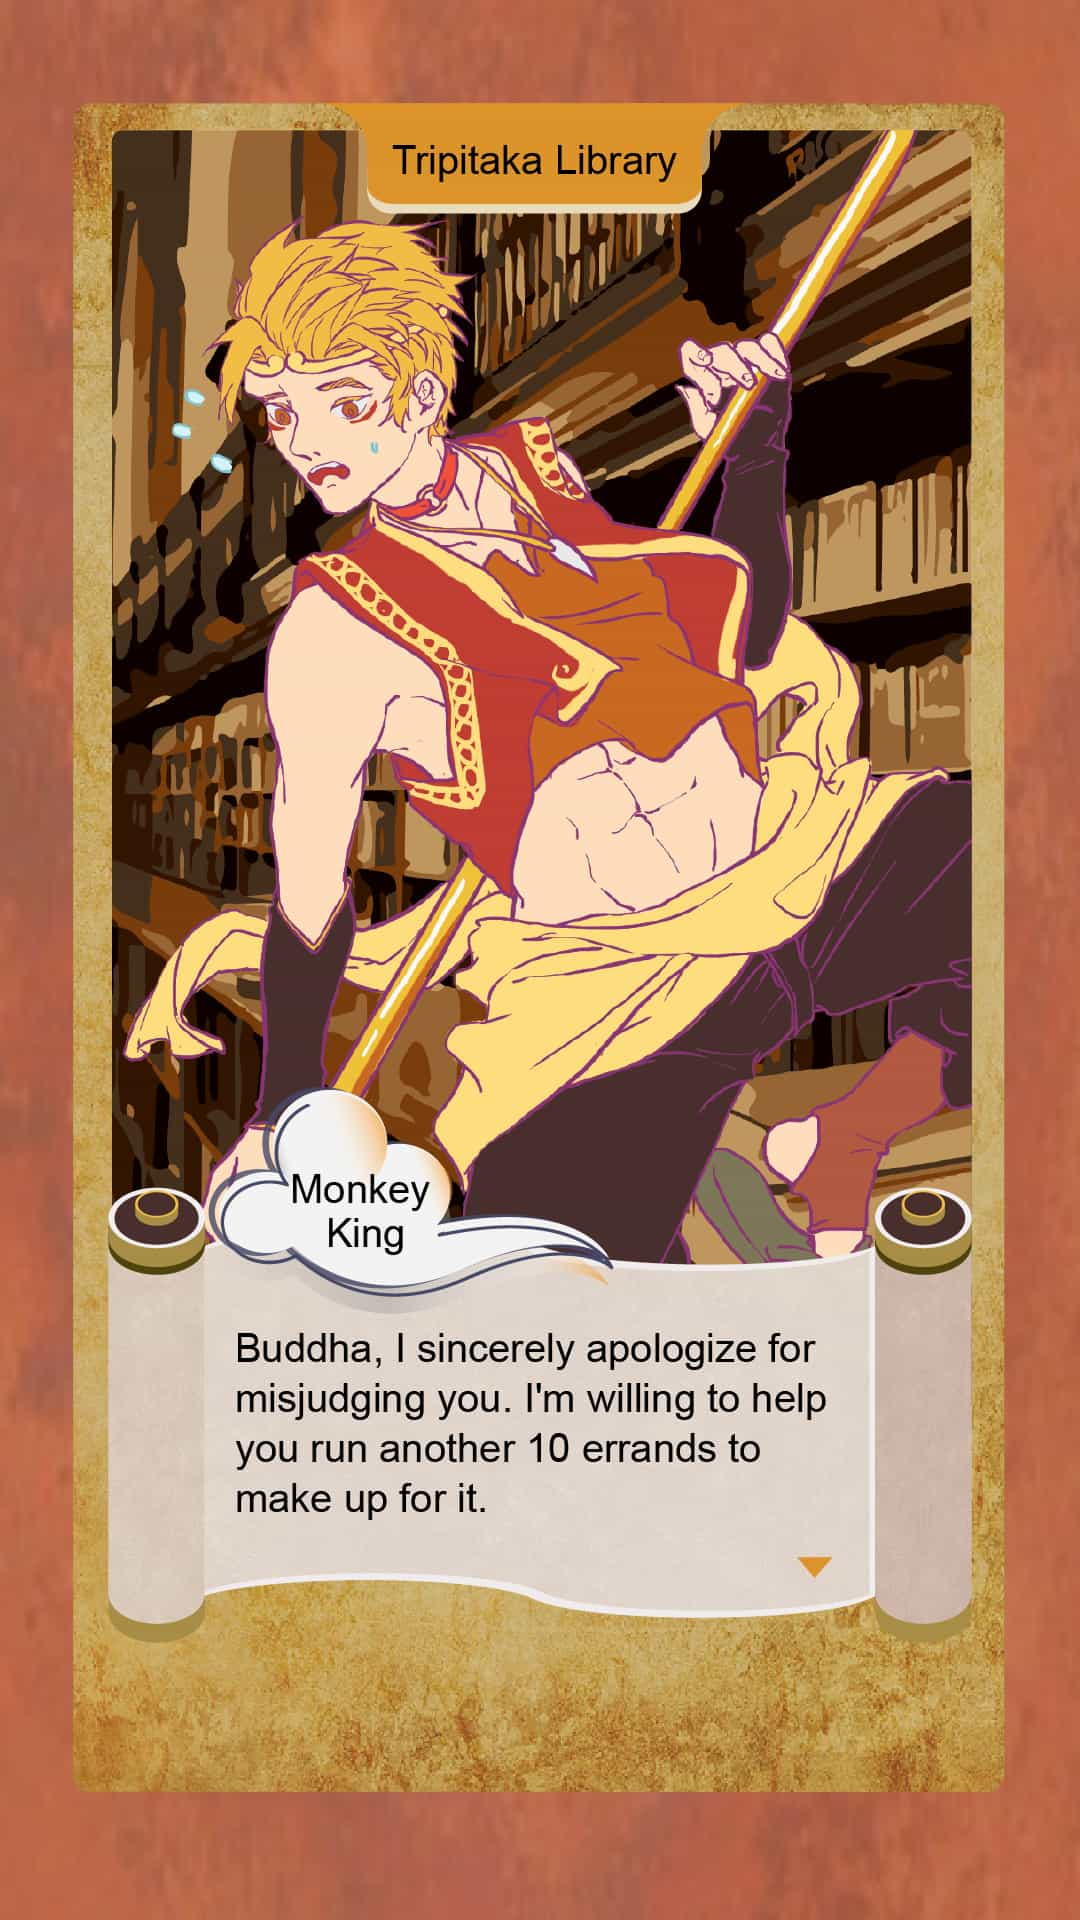 Tripitaka Library
Monkey
King
Buddha, I sincerely apologize for
misjudging you. I'm willing to help
you run another 10 errands to
make up for it.